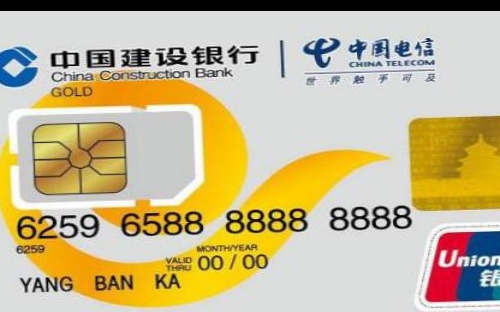 中国建设银行
China Construction Bank
GOLD
中国电信
CHINA TELECOM
世界触手可及
6259 6588 8888 8888
6259
MONTH/YEAR
VALID THRU 00/00
YANG BAN KA
Union
银